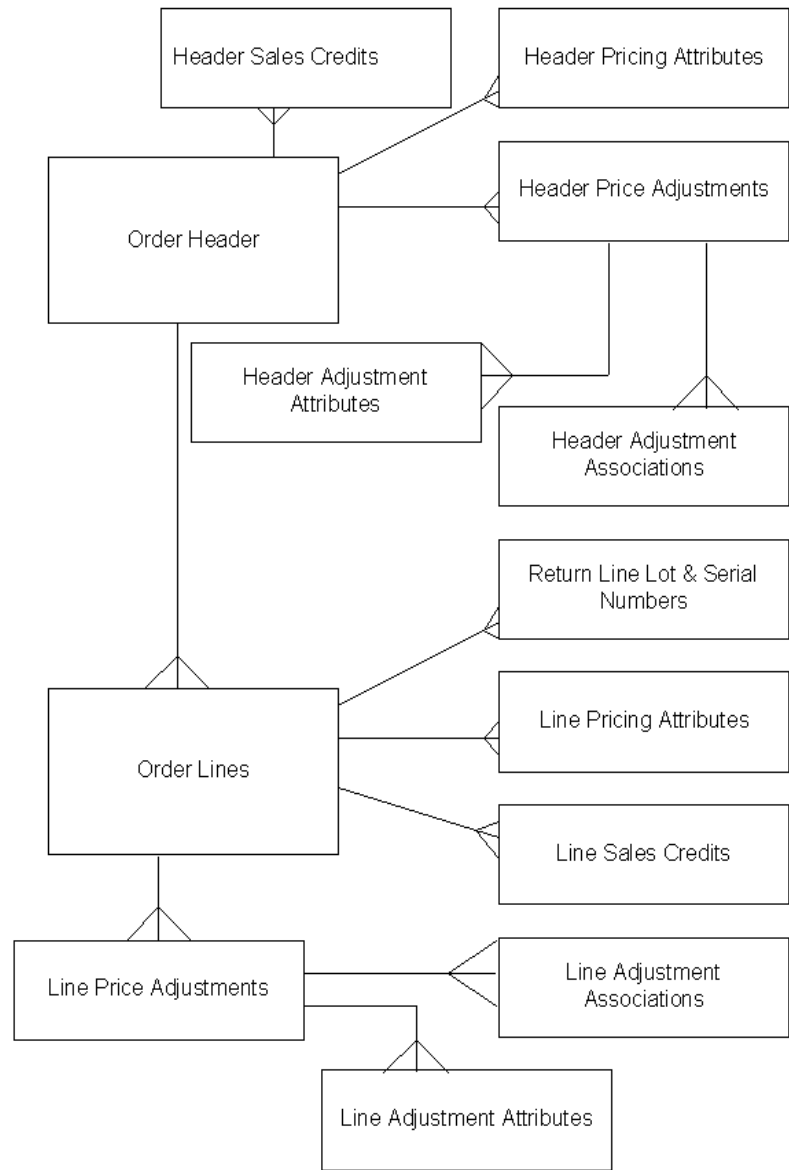 Header Sales Credits
Header Pricing Attributes
Header Price Adjustments
Order Header
Header Adjustment
Attributes
Header Adjustment
Associations
Return Line Lot & Serial
Numbers
Line Pricing Attributes
Order Lines
Line Sales Credits
Line Price Adjustments
Line Adjustment
Associations
Line Adjustment Attributes